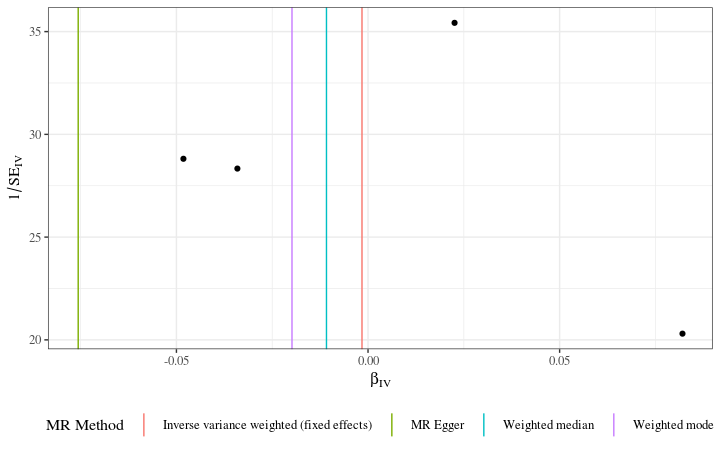 35
30
25
20
1/SE_IV
-0.05 0.00 0.05
β_IV
MR Method Inverse variance weighted (fixed effects) MR Egger Weighted median Weighted mode